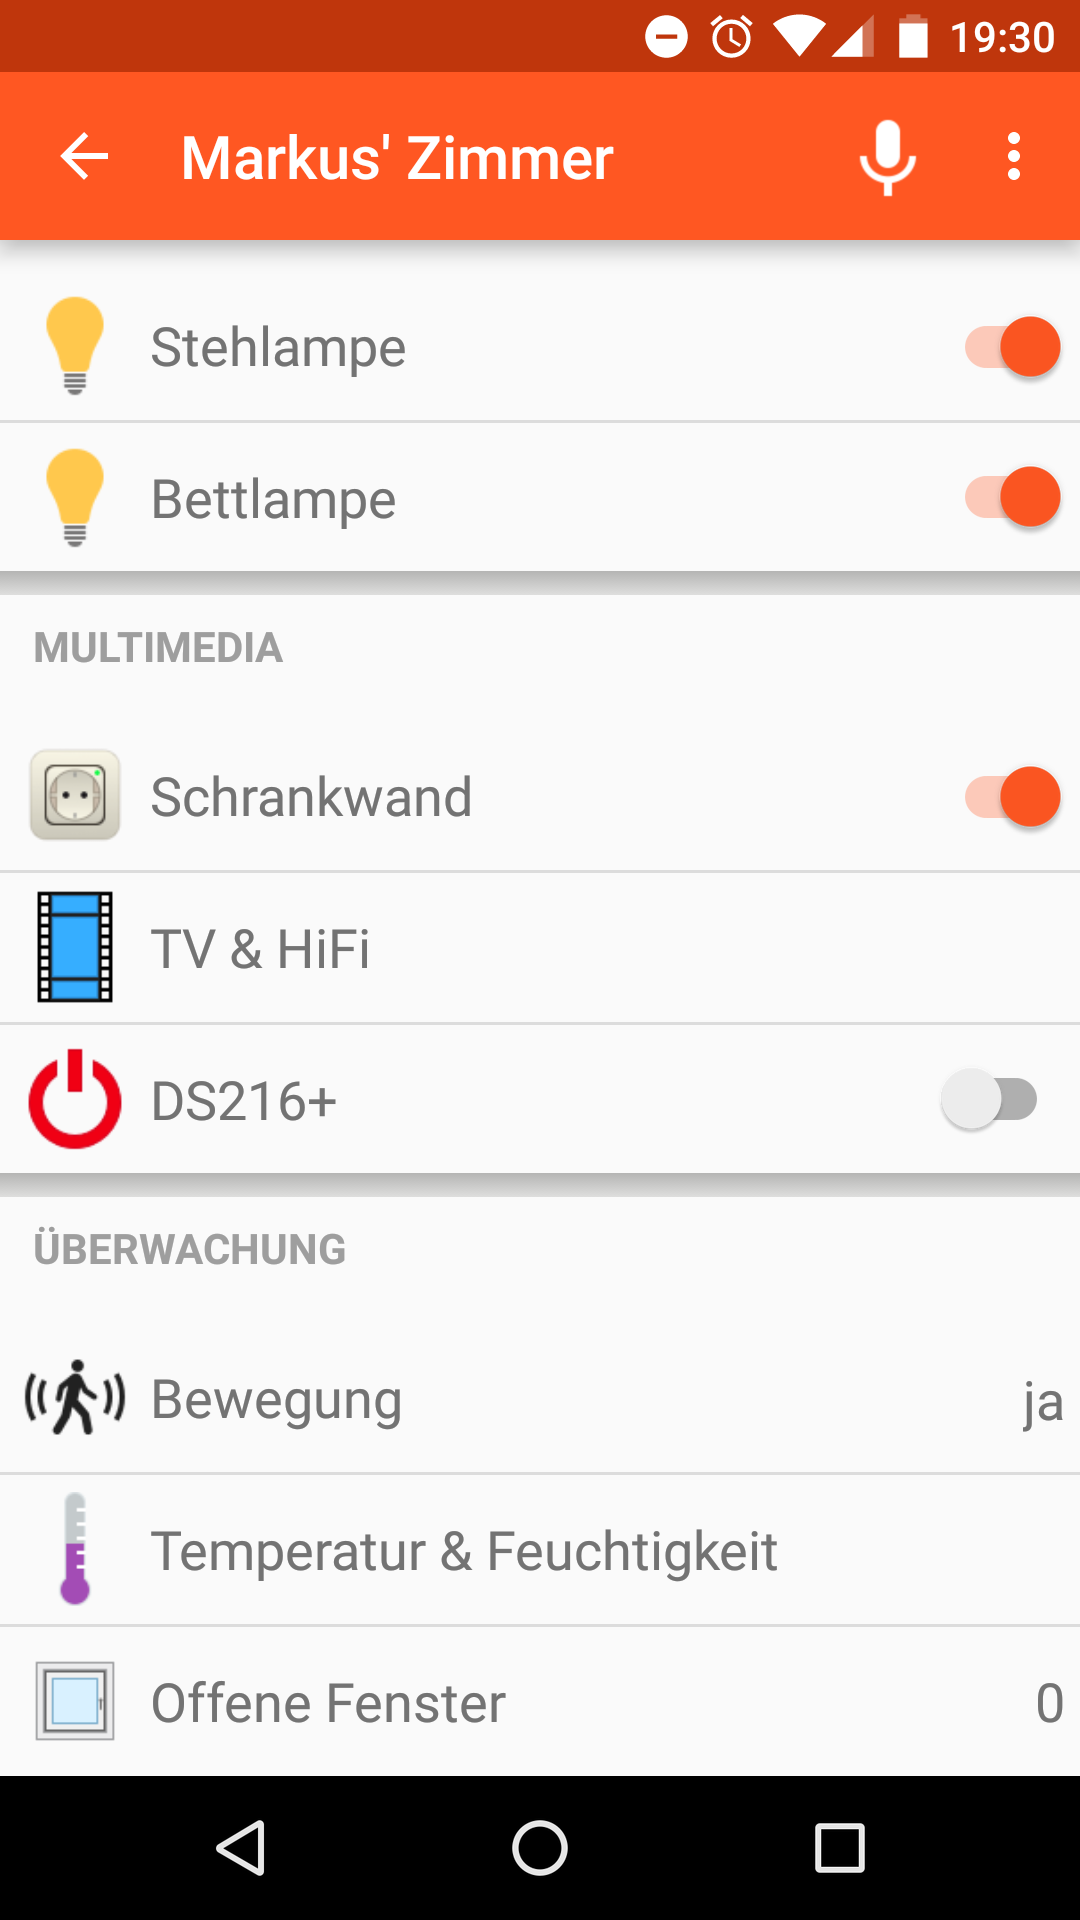 19:30
Markus' Zimmer
Stehlampe
Bettlampe
MULTIMEDIA
Schrankwand
TV & HiFi
DS216+
ÜBERWACHUNG
Bewegung ja
Temperatur & Feuchtigkeit
Offene Fenster 0